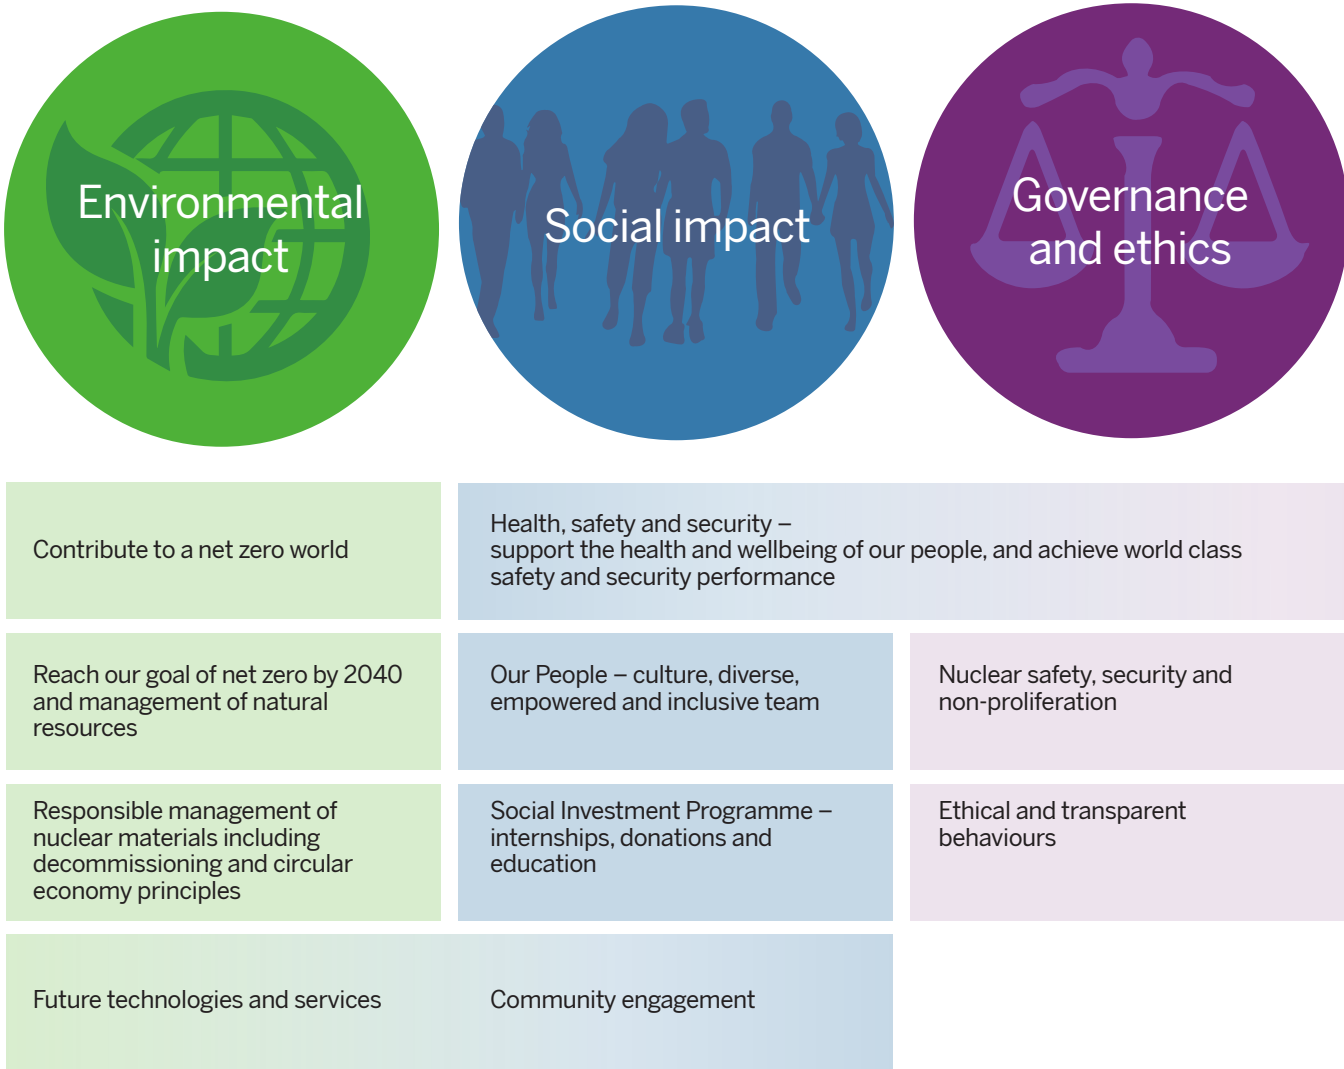 Environmental
impact
Social impact
Governance
and ethics
Contribute to a net zero world
Health, safety and security –
support the health and wellbeing of our people, and achieve world class
safety and security performance
Reach our goal of net zero by 2040
and management of natural
resources
Our People – culture, diverse,
empowered and inclusive team
Nuclear safety, security and
non-proliferation
Responsible management of
nuclear materials including
decommissioning and circular
economy principles
Social Investment Programme –
internships, donations and
education
Ethical and transparent
behaviours
Future technologies and services
Community engagement